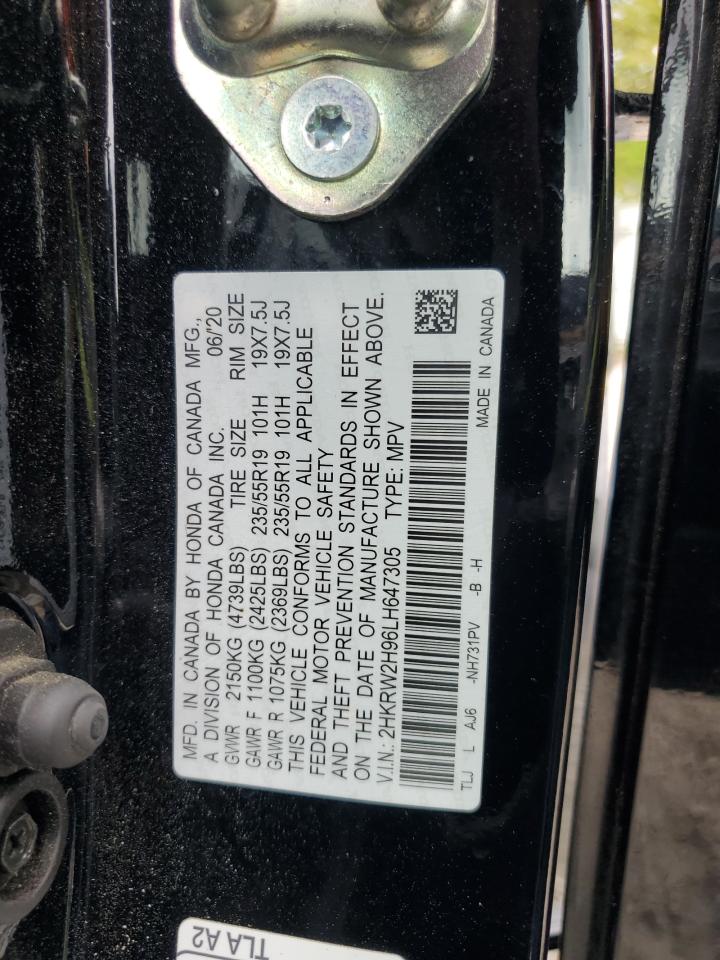 MFD. IN CANADA BY HONDA OF CANADA MFG.,
A DIVISION OF HONDA CANADA INC. 06/'20
GVWR 2150KG (4739LBS) TIRE SIZE RIM SIZE
GAWR F 1100KG (2425LBS) 235/55R19 101H 19X7.5J
GAWR R 1075KG (2369LBS) 235/55R19 101H 19X7.5J
THIS VEHICLE CONFORMS TO ALL APPLICABLE
FEDERAL MOTOR VEHICLE SAFETY
AND THEFT PREVENTION STANDARDS IN EFFECT
ON THE DATE OF MANUFACTURE SHOWN ABOVE.
V.I.N.: 2HKRW2H96LH647305 TYPE: MPV
TLJ L AJ6 -NH731PV -B -H MADE IN CANADA
TLA A2